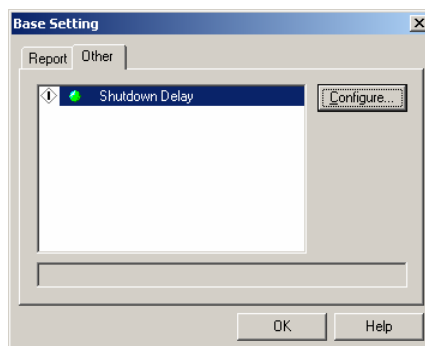 Base Setting
Report Other
Shutdown Delay
Configure...
OK Help